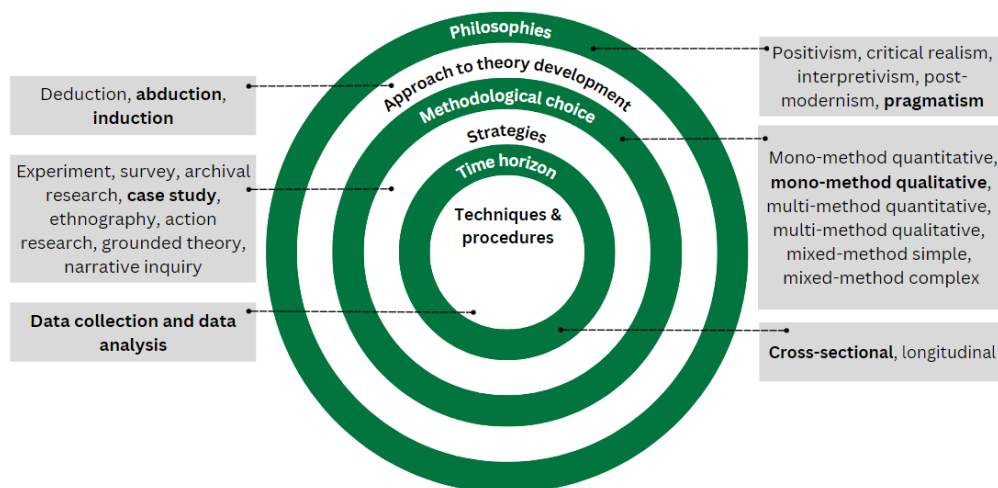 Philosophies
Approach to theory development
Methodological choice
Strategies
Time horizon
Techniques &
procedures
Deduction, abduction,
induction
Experiment, survey, archival
research, case study,
ethnography, action
research, grounded theory,
narrative inquiry
Data collection and data
analysis
Positivism, critical realism,
interpretivism, post-
modernism, pragmatism
Mono-method quantitative,
mono-method qualitative,
multi-method quantitative,
multi-method qualitative,
mixed-method simple,
mixed-method complex
Cross-sectional, longitudinal